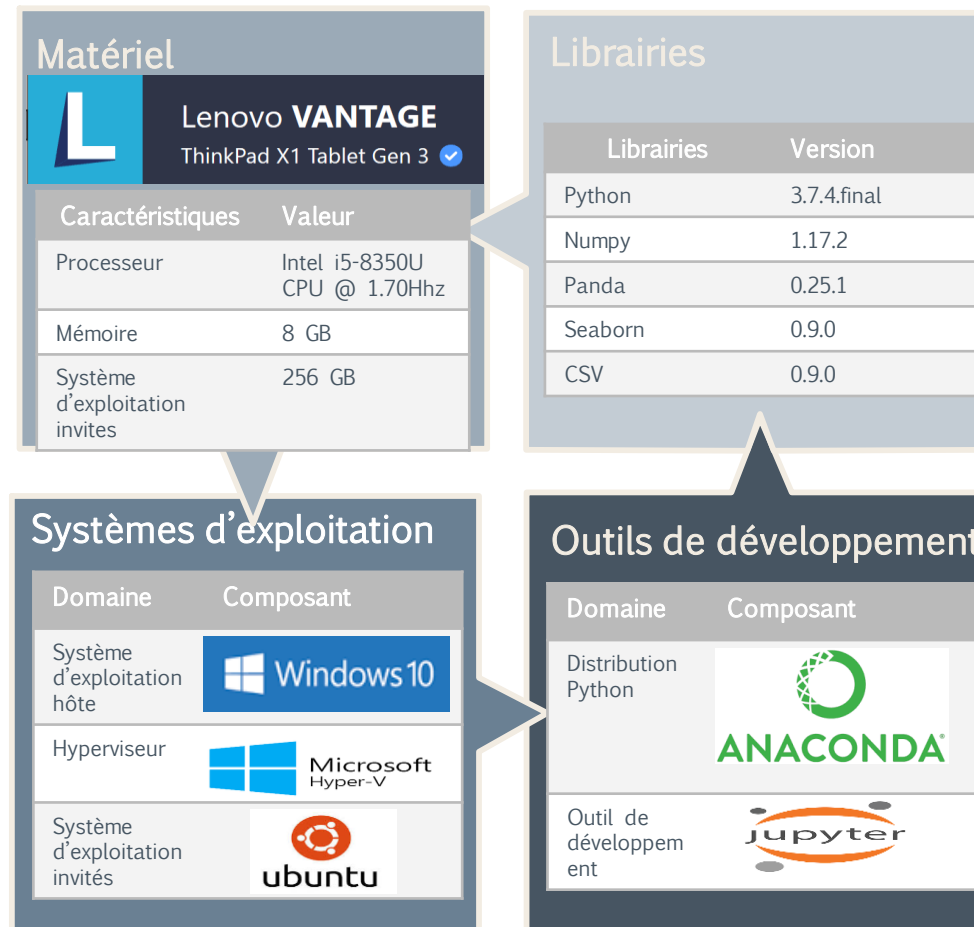 Matériel
L
Lenovo VANTAGE
ThinkPad X1 Tablet Gen 3
Caractéristiques Valeur
Processeur Intel i5-8350U
CPU @ 1.70Hhz
Mémoire 8 GB
Système 256 GB
d'exploitation
invites
Librairies
Librairies Version
Python 3.7.4.final
Numpy 1.17.2
Panda 0.25.1
Seaborn 0.9.0
CSV 0.9.0
Systèmes d'exploitation
Domaine Composant
Système
d'exploitation
hôte
Windows 10
Hyperviseur
Microsoft
Hyper-V
Système
d'exploitation
invités
ubuntu
Outils de développement
Domaine Composant
Distribution
Python
ANACONDA
Outil de
développem
ent
jupyter